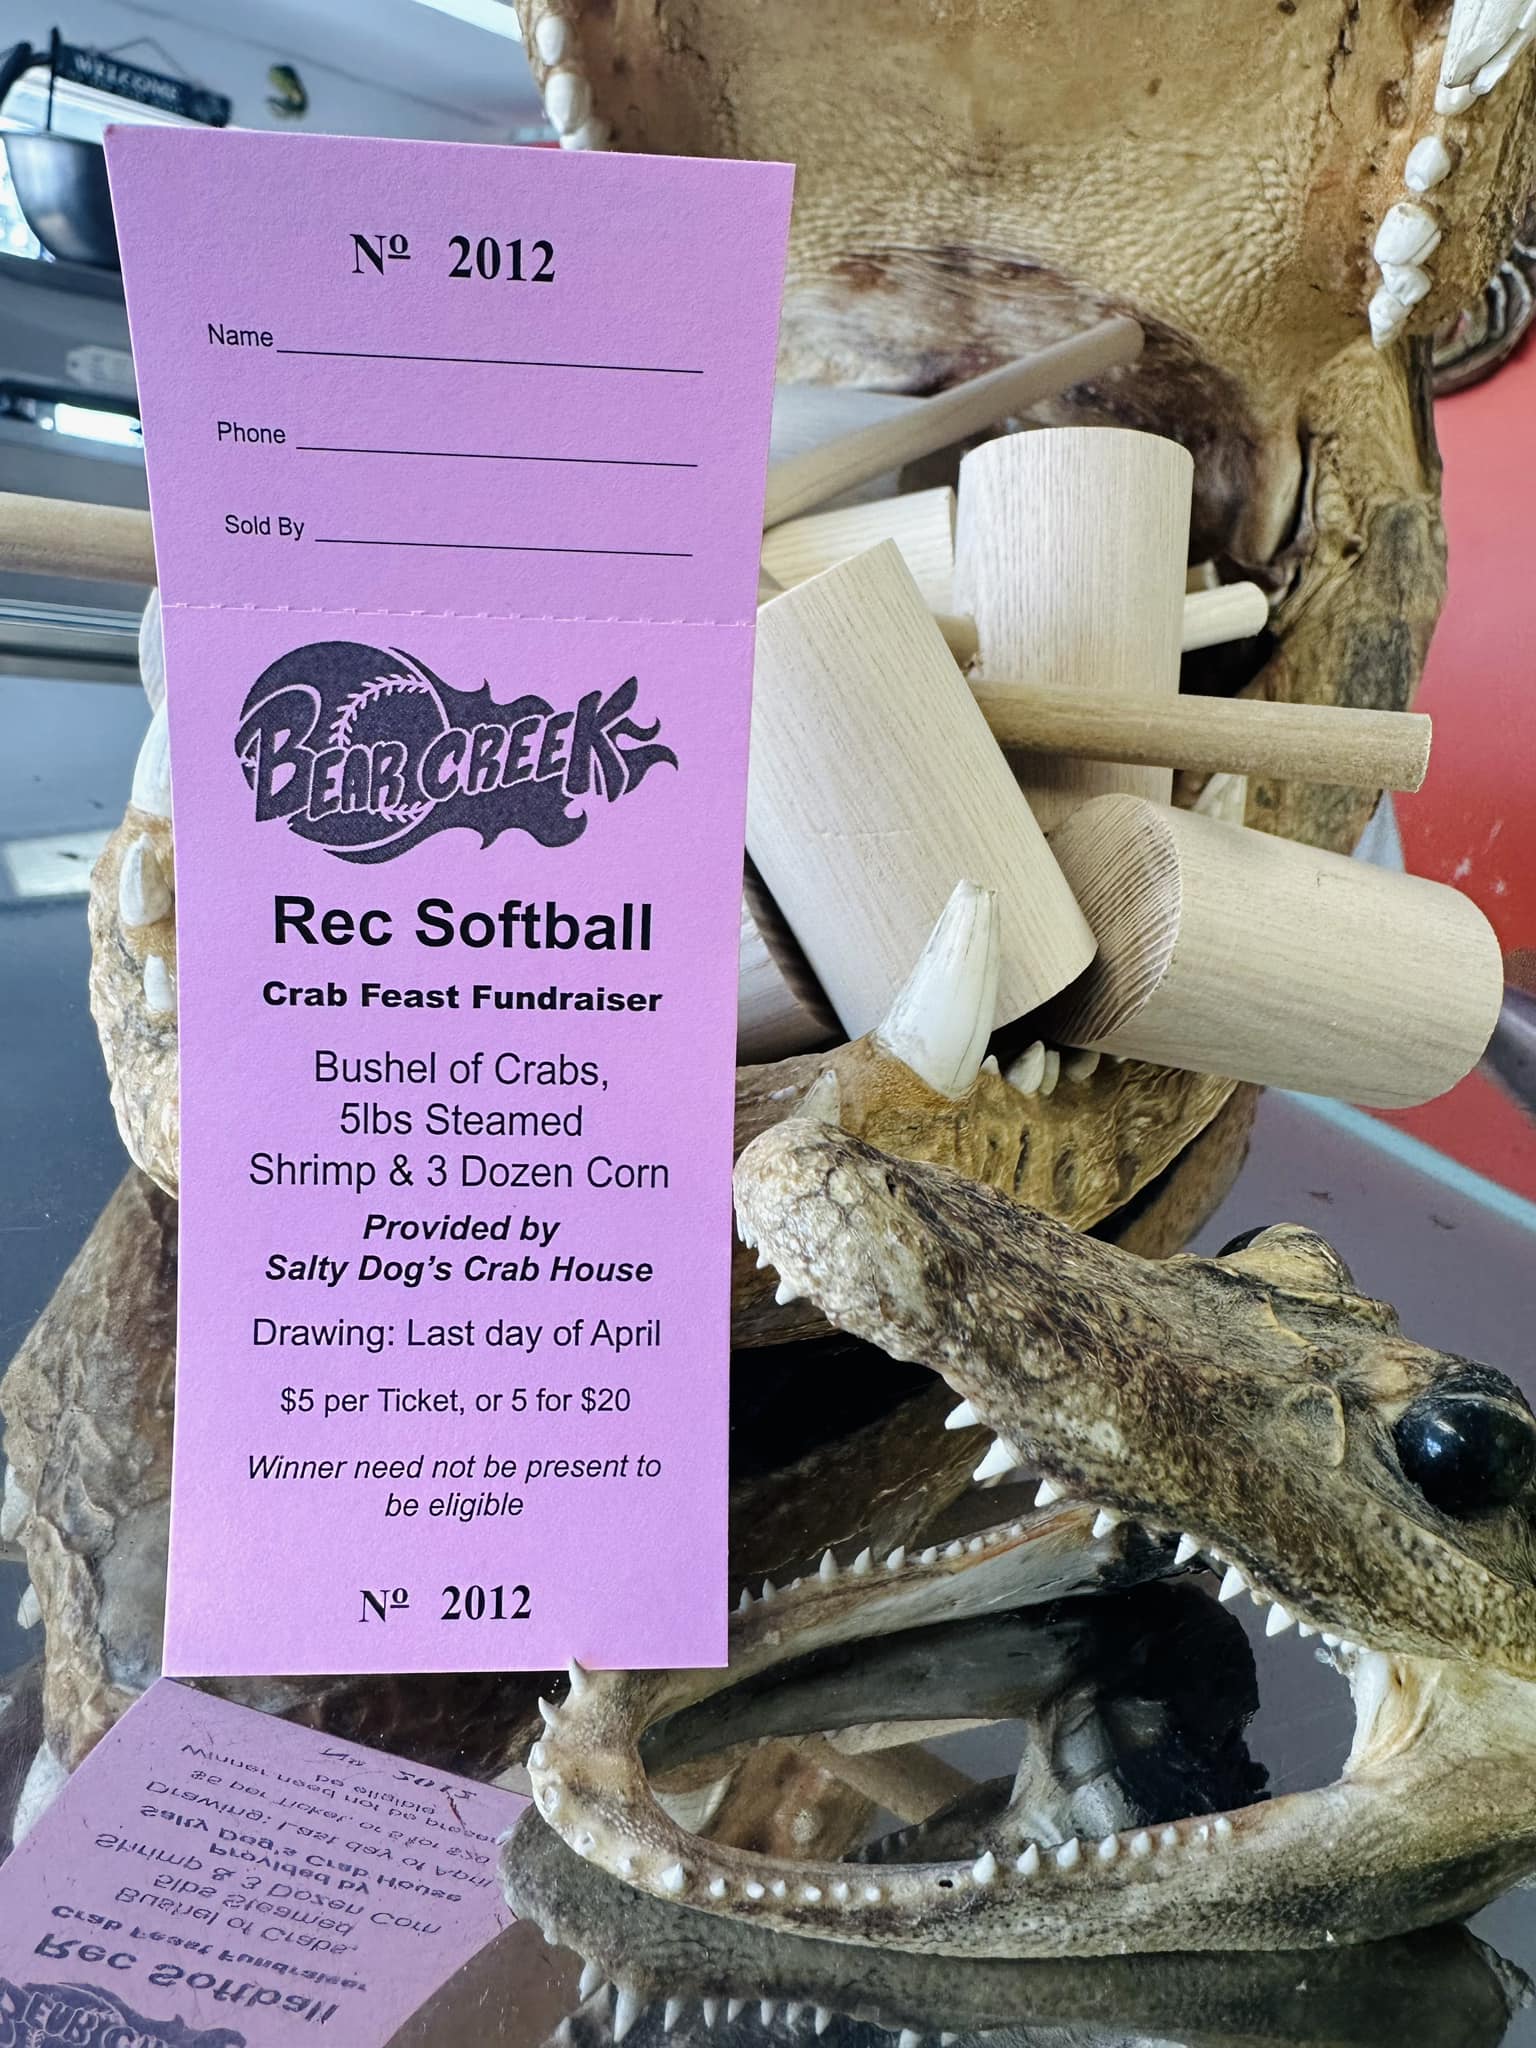 WELCOME
Nº 2012
Name
Phone
Sold By
BEAR CREEK
Rec Softball
Crab Feast Fundraiser
Bushel of Crabs,
5lbs Steamed
Shrimp & 3 Dozen Corn
Provided by
Salty Dog's Crab House
Drawing: Last day of April
$5 per Ticket, or 5 for $20
Winner need not be present to
be eligible
Nº 2012